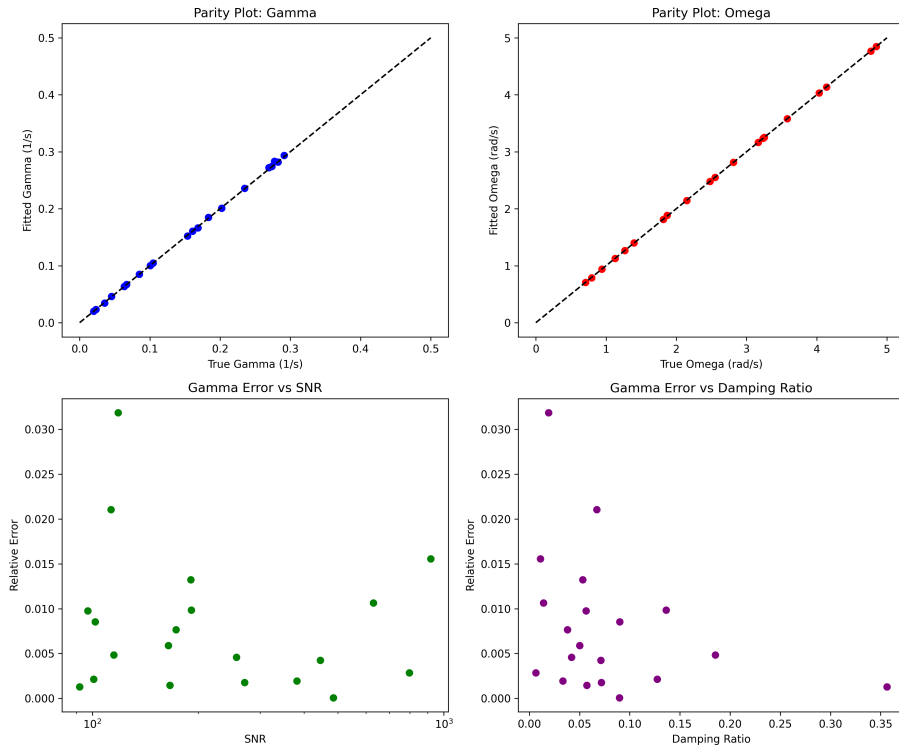 Parity Plot: Gamma
0.5
0.4
0.3
0.2
0.1
0.0
Fitted Gamma (1/s)
0.0 0.1 0.2 0.3 0.4 0.5
True Gamma (1/s)
Parity Plot: Omega
5
4
3
2
1
0
Fitted Omega (rad/s)
0 1 2 3 4 5
True Omega (rad/s)
Gamma Error vs SNR
0.030
0.025
0.020
0.015
0.010
0.005
0.000
Relative Error
10² 10³
SNR
Gamma Error vs Damping Ratio
0.030
0.025
0.020
0.015
0.010
0.005
0.000
Relative Error
0.00 0.05 0.10 0.15 0.20 0.25 0.30 0.35
Damping Ratio